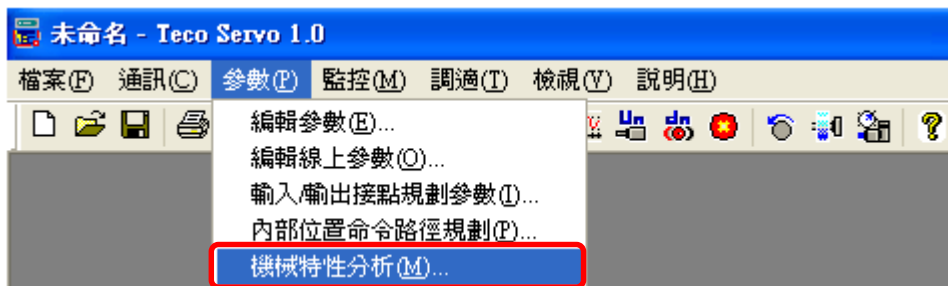 未命名 - Teco Servo 1.0
檔案(F) 通訊(C) 參數(P) 監控(M) 調適(T) 檢視(V) 說明(H)
編輯參數(E)...
編輯線上參數(O)...
輸入/輸出接點規劃參數(I)...
內部位置命令路徑規劃(P)...
機械特性分析(M)...